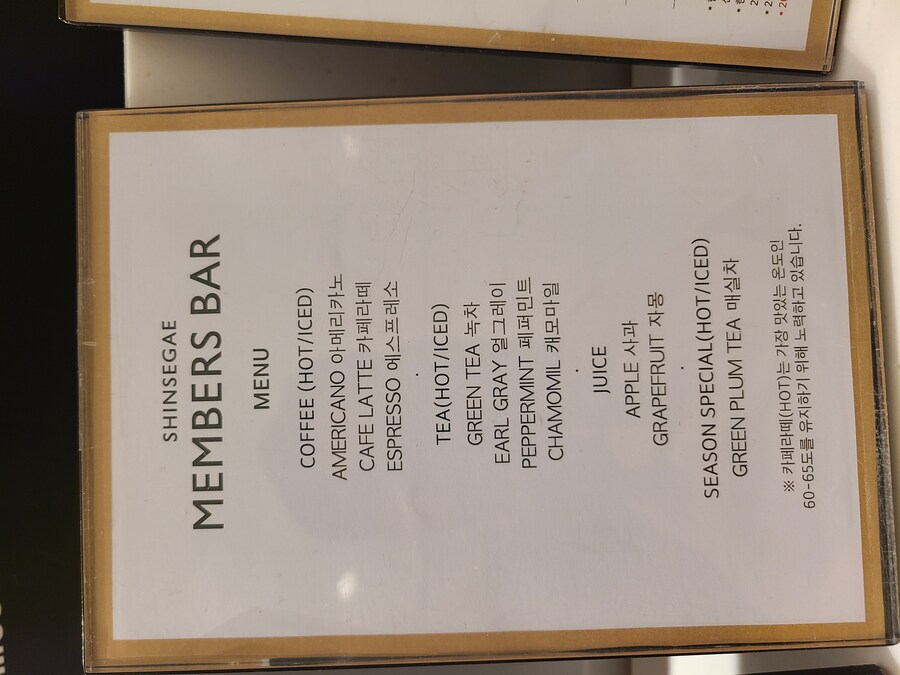 SHINSEGAE
MEMBERS BAR
MENU
COFFEE (HOT/ICED)
AMERICANO 아메리카노
CAFE LATTE 카페라떼
ESPRESSO 에스프레소
TEA(HOT/ICED)
GREEN TEA 녹차
EARL GRAY 얼그레이
PEPPERMINT 페퍼민트
CHAMOMIL 캐모마일
JUICE
APPLE 사과
GRAPEFRUIT 자몽
SEASON SPECIAL(HOT/ICED)
GREEN PLUM TEA 매실차
※ 카페라떼(HOT)는 가장 맛있는 온도인
60-65도를 유지하기 위해 노력하고 있습니다.